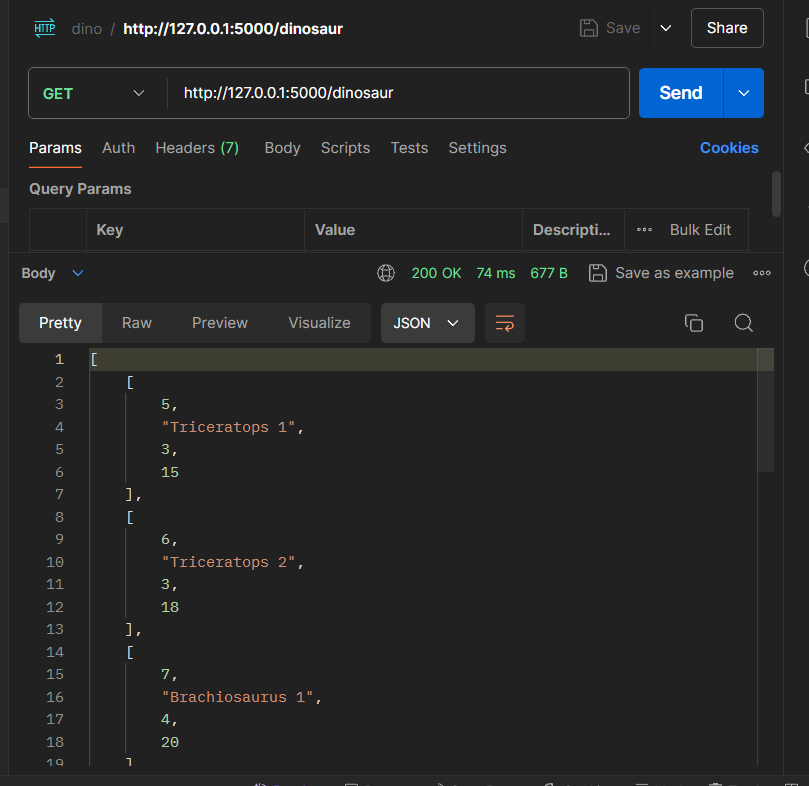 HTTP dino / http://127.0.0.1:5000/dinosaur Save Share
GET http://127.0.0.1:5000/dinosaur Send
Params Auth Headers (7) Body Scripts Tests Settings Cookies
Query Params
Key Value Descripti... Bulk Edit
Body 200 OK 74 ms 677 B Save as example
Pretty Raw Preview Visualize JSON
1 [
2 [
3 5,
4 "Triceratops 1",
5 3,
6 15
7 ],
8 [
9 6,
10 "Triceratops 2",
11 3,
12 18
13 ],
14 [
15 7,
16 "Brachiosaurus 1",
17 4,
18 20
19 ]